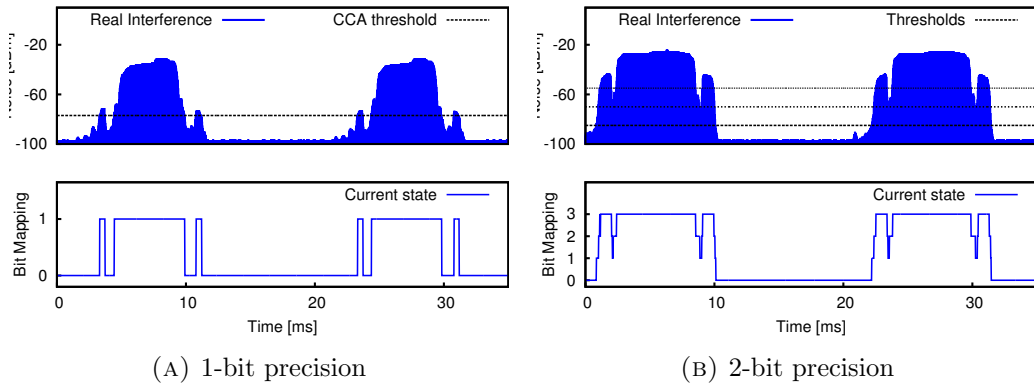 Real Interference
CCA threshold
-20
-60
-100
Current state
Bit Mapping
1
0
0 10 20 30
Time [ms]
(A) 1-bit precision
Real Interference
Thresholds
-20
-60
-100
Current state
Bit Mapping
3
2
1
0
0 10 20 30
Time [ms]
(B) 2-bit precision